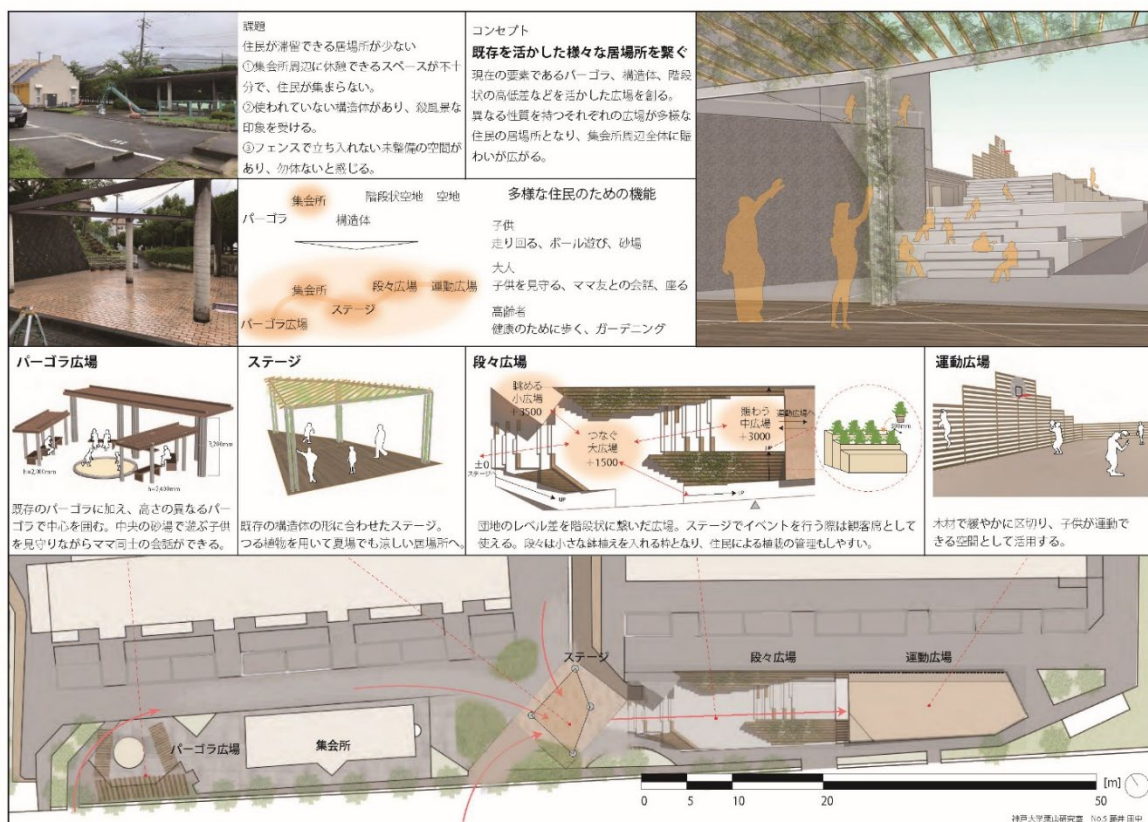 課題
住民が滞留できる居場所が少ない
①集会所周辺に休憩できるスペースが不十
分で、住民が集まらない。
②使われていない構造体があり、殺風景な
印象を受ける。
③フェンスで立ち入れない未整備の空間が
あり、勿体ないと感じる。
コンセプト
既存を活かした様々な居場所を繋ぐ
現在の要素であるパーゴラ、構造体、階段
状の高低差などを活かした広場を創る。
異なる性質を持つそれぞれの広場が多様な
住民の居場所となり、集会所周辺全体に賑
わいが広がる。
集会所
階段状空地
空地
パーゴラ
構造体
集会所
段々広場
運動広場
ステージ
パーゴラ広場
多様な住民のための機能
子供
走り回る、ボール遊び、砂場
大人
子供を見守る、ママ友との会話、座る
高齢者
健康のために歩く、ガーデニング
パーゴラ広場
3,200mm
h=2,400mm
既存のパーゴラに加え、高さの異なるパー
ゴラで中心を囲む。中央の砂場で遊ぶ子供
を見守りながらママ同士の会話ができる。
ステージ
既存の構造体の形に合わせたステージ。
つる植物を用いて夏場でも涼しい居場所へ。
段々広場
眺める
小広場
+3500
つなぐ
大広場
+1500
賑わう
中広場
+3000
運動広場へ
±0
ステージへ
UP
UP
UP
団地のレベル差を階段状に繋いだ広場。ステージでイベントを行う際は観客席として
使える。段々は小さな鉢植えを入れる枠となり、住民による植栽の管理もしやすい。
運動広場
木材で緩やかに区切り、子供が運動で
きる空間として活用する。
ステージ
段々広場
運動広場
パーゴラ広場
集会所
[m]
0
5
10
20
50
神戸大学栗山研究室 No.5 藤井 田中